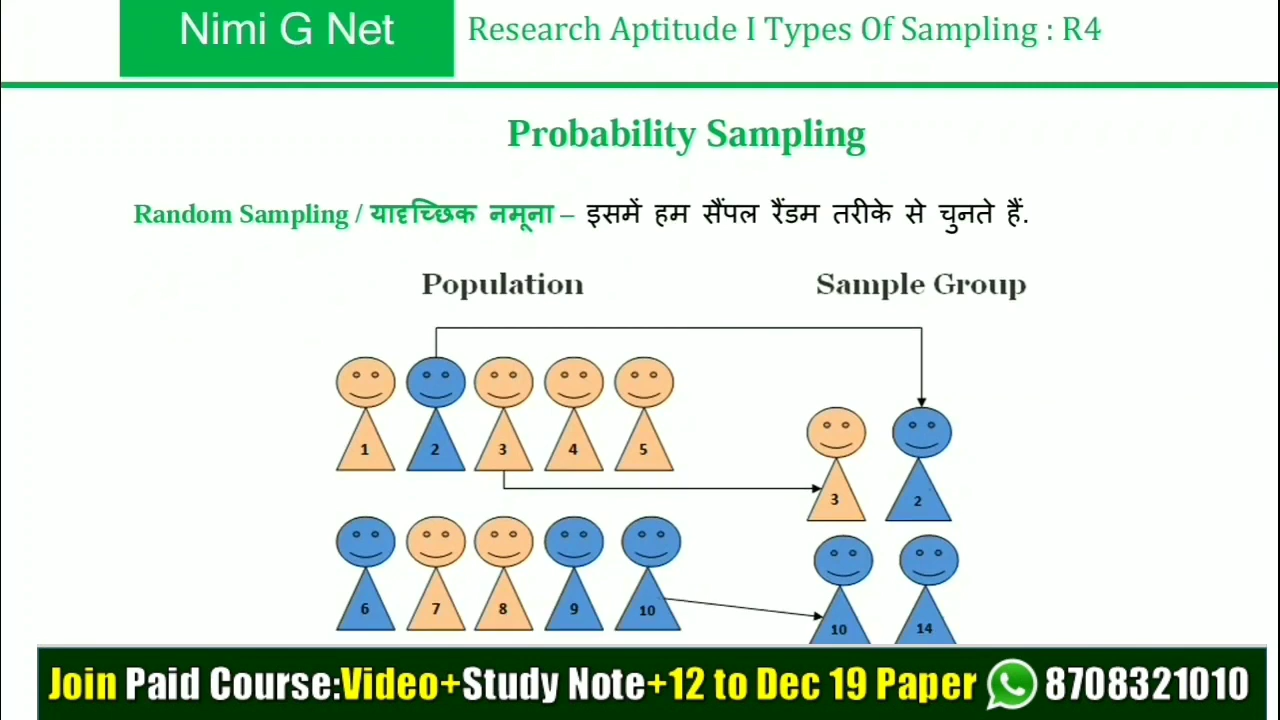 Nimi G Net
Research Aptitude I Types Of Sampling : R4
Probability Sampling
Random Sampling / यादृच्छिक नमूना – इसमें हम सैंपल रैंडम तरीके से चुनते हैं.
Population
Sample Group
1 2 3 4 5
3 2
6 7 8 9 10
10 14
Join Paid Course:Video+Study Note+12 to Dec 19 Paper 8708321010